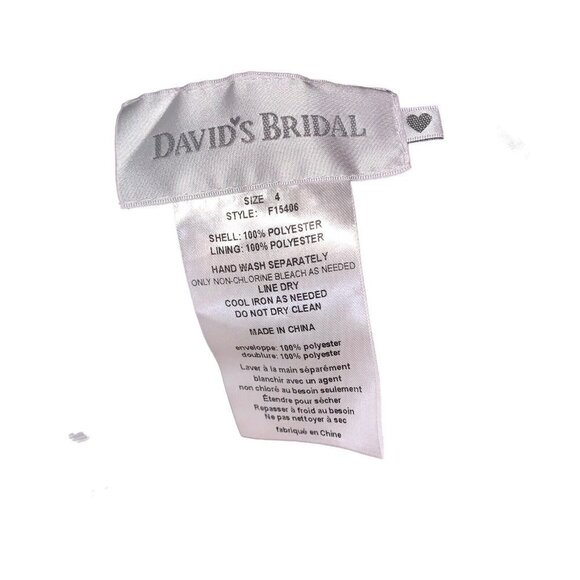 DAVID'S BRIDAL
SIZE 4
STYLE: F15406
SHELL: 100% POLYESTER
LINING: 100% POLYESTER
HAND WASH SEPARATELY
ONLY NON-CHLORINE BLEACH AS NEEDED
LINE DRY
COOL IRON AS NEEDED
DO NOT DRY CLEAN
MADE IN CHINA
enveloppe: 100% polyester
doublure: 100% polyester
Laver à la main séparément
blanchir avec un agent
non chloré au besoin seulement
Étendre pour sécher
Repasser à froid au besoin
Ne pas nettoyer à sec
fabriqué en Chine